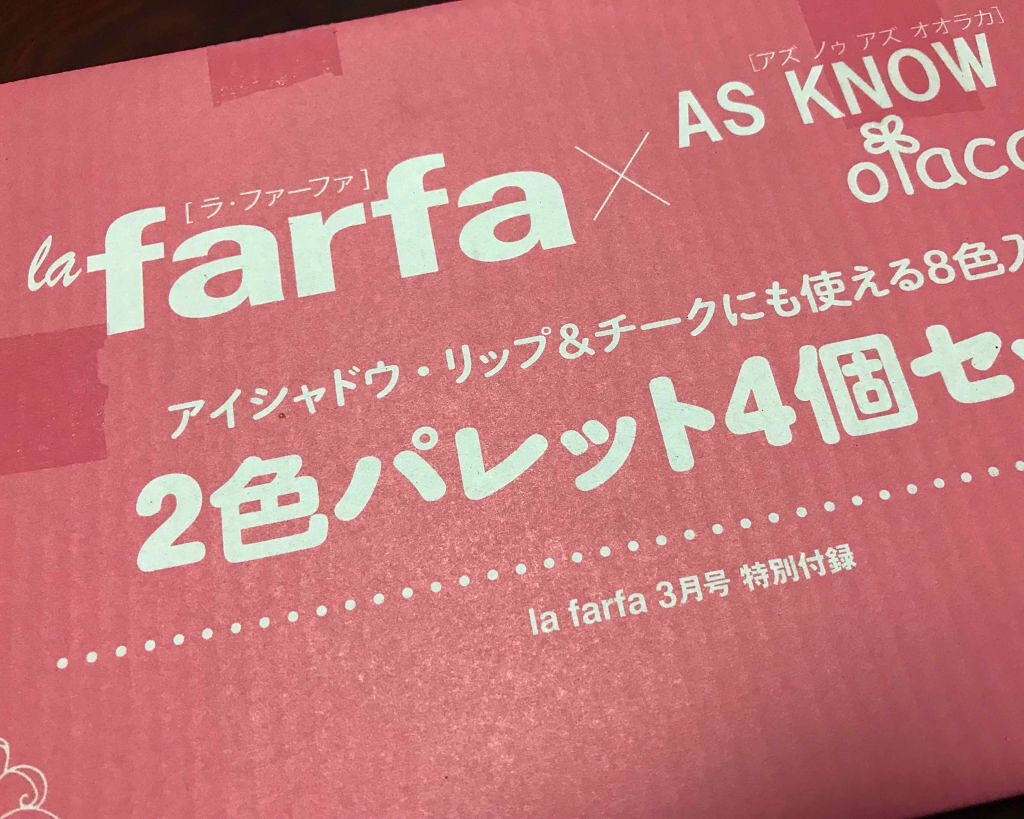 [アズ ノゥ アズ オオラカ]
AS KNOW
olaca
[ラ・ファーファ]
la farfa ×
アイシャドウ・リップ&チークにも使える8色入
2色パレット4個セッ
la farfa 3月号 特別付録